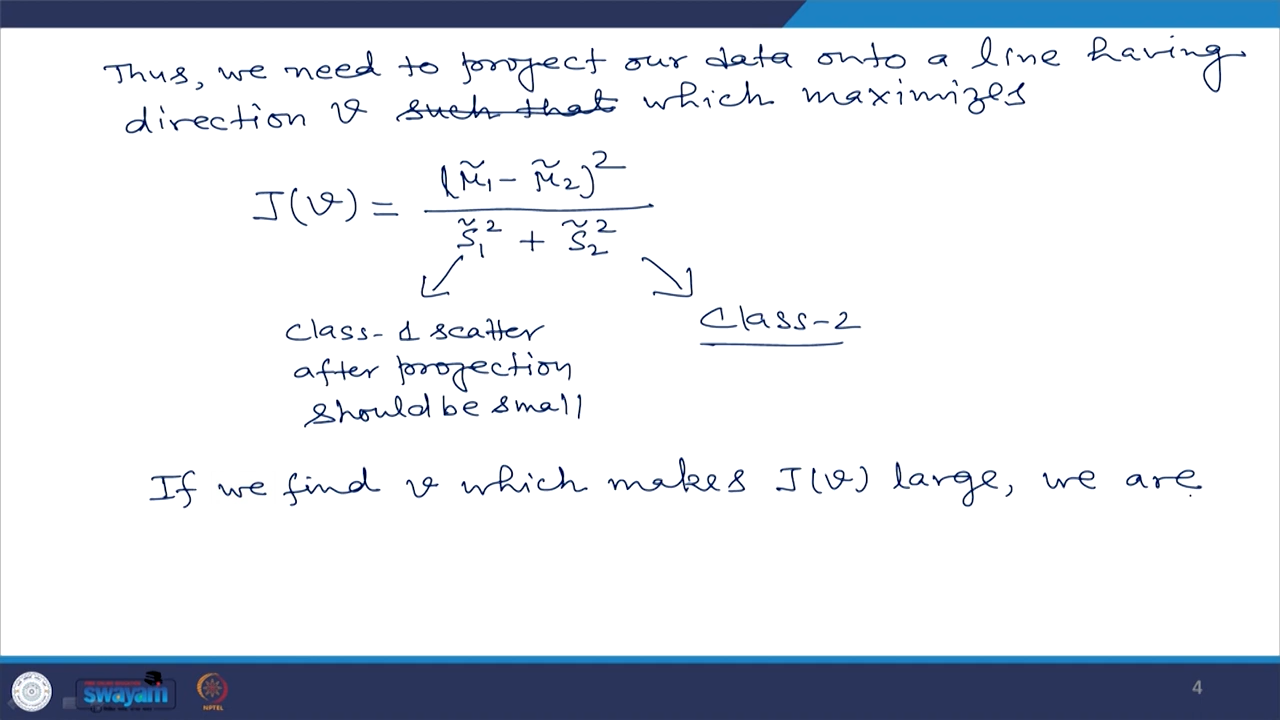 Thus, we need to project our data onto a line having
direction v ~~such that~~ which maximizes
J(v) = (μ̃₁ - μ̃₂)² / (s̃₁² + s̃₂²)
class-1 scatter
after projection
should be small
Class-2
If we find v which makes J(v) large, we are
swayam
NPTEL
4